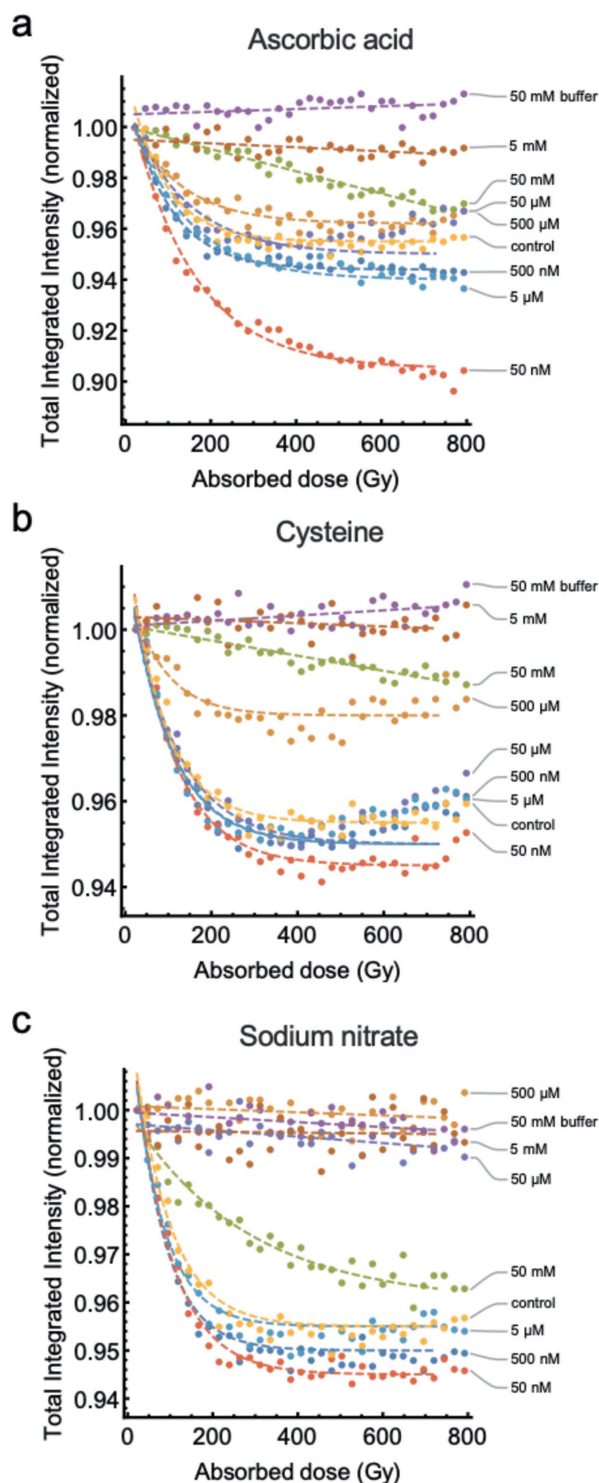 a
Ascorbic acid
Total Integrated Intensity (normalized)
1.00
0.98
0.96
0.94
0.92
0.90
50 mM buffer
5 mM
50 mM
50 µM
500 µM
control
500 nM
5 µM
50 nM
0 200 400 600 800
Absorbed dose (Gy)
b
Cysteine
Total Integrated Intensity (normalized)
1.00
0.98
0.96
0.94
50 mM buffer
5 mM
50 mM
500 µM
50 µM
500 nM
5 µM
control
50 nM
0 200 400 600 800
Absorbed dose (Gy)
c
Sodium nitrate
Total Integrated Intensity (normalized)
1.00
0.99
0.98
0.97
0.96
0.95
0.94
500 µM
50 mM buffer
5 mM
50 µM
50 mM
control
5 µM
500 nM
50 nM
0 200 400 600 800
Absorbed dose (Gy)